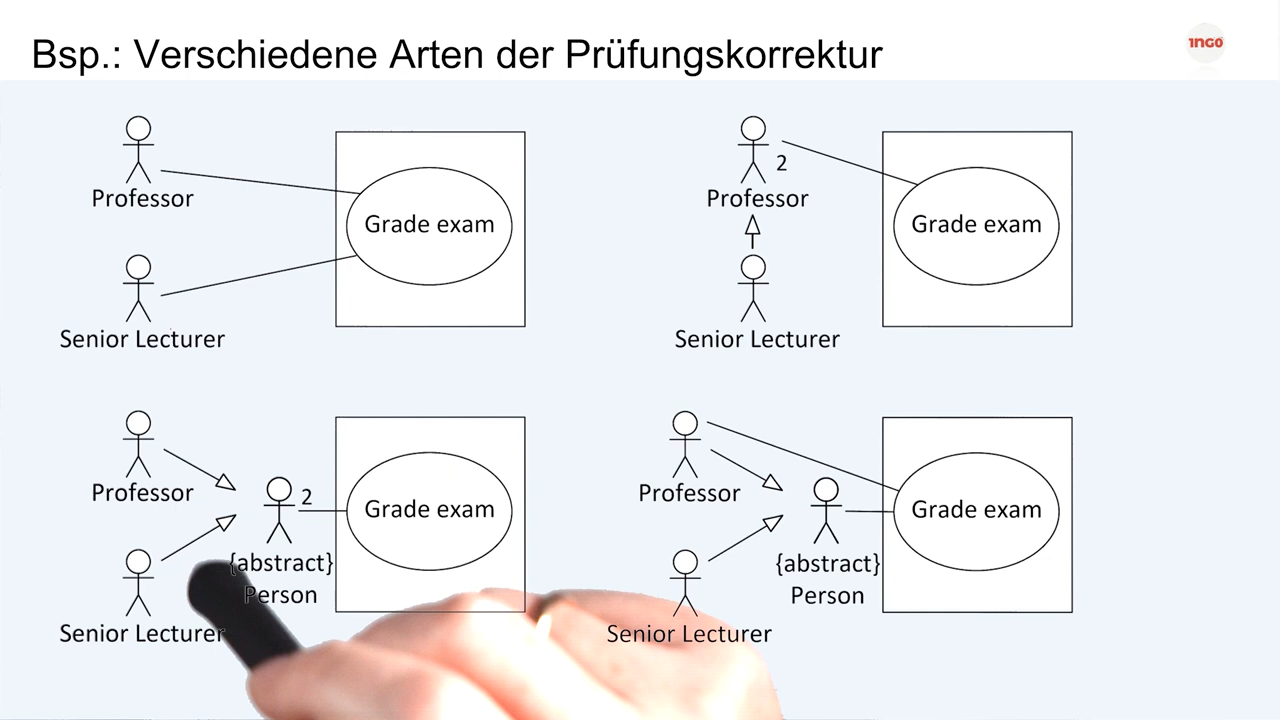 Bsp.: Verschiedene Arten der Prüfungskorrektur
1NGO
Professor
Grade exam
Senior Lecturer
2
Professor
Grade exam
Senior Lecturer
Professor
2
Grade exam
{abstract}
Person
Senior Lecturer
Professor
Grade exam
{abstract}
Person
Senior Lecturer